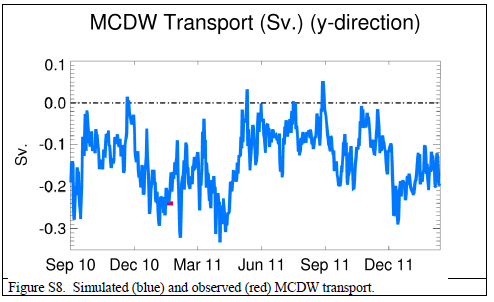 MCDW Transport (Sv.) (y-direction)
0.1
0.0
-0.1
-0.2
-0.3
Sv.
Sep 10 Dec 10 Mar 11 Jun 11 Sep 11 Dec 11
Figure S8. Simulated (blue) and observed (red) MCDW transport.